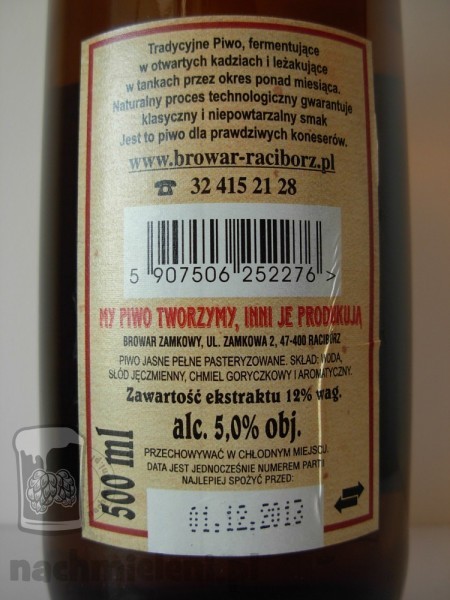 Tradycyjne Piwo, fermentujące
w otwartych kadziach i leżakujące
w tankach przez okres ponad miesiąca.
Naturalny proces technologiczny gwarantuje
klasyczny i niepowtarzalny smak
Jest to piwo dla prawdziwych koneserów.
www.browar-raciborz.pl
☎ 32 415 21 28
5 907506 252276 >
MY PIWO TWORZYMY, INNI JE PRODUKUJĄ
BROWAR ZAMKOWY, UL. ZAMKOWA 2, 47-400 RACIBÓRZ
PIWO JASNE PEŁNE PASTERYZOWANE. SKŁAD: WODA,
SŁÓD JĘCZMIENNY, CHMIEL GORYCZKOWY I AROMATYCZNY.
Zawartość ekstraktu 12% wag.
alc. 5,0% obj.
500 ml
PRZECHOWYWAĆ W CHŁODNYM MIEJSCU.
DATA JEST JEDNOCZEŚNIE NUMEREM PARTII
NAJLEPIEJ SPOŻYĆ PRZED:
01.12.2013
nachmieleni.pl